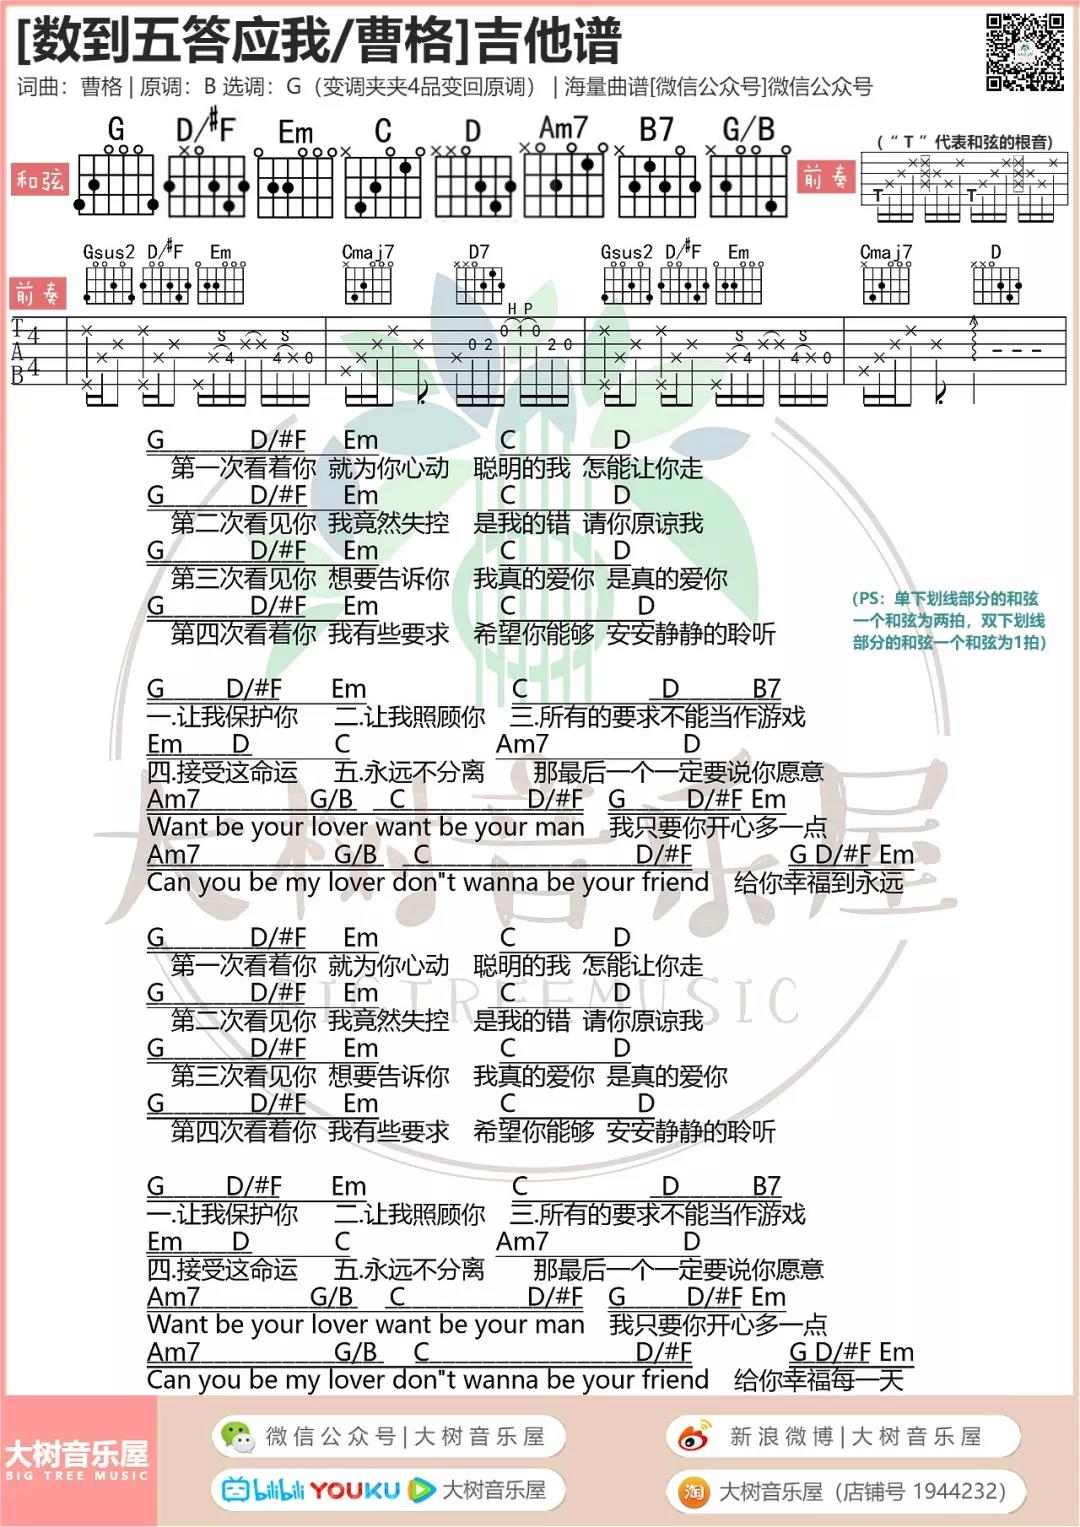 [数到五答应我/曹格]吉他谱
词曲：曹格 | 原调：B 选调：G（变调夹夹4品变回原调） | 海量曲谱[微信公众号]微信公众号
和弦 G D/#F Em C D Am7 B7 G/B 前奏 (“T”代表和弦的根音)
Gsus2 D/#F Em Cmaj7 D7 Gsus2 D/#F Em Cmaj7 D
前奏
H P
T A B 4 4 S 4 S 4 0 0 2 0 1 0 2 0 S 4 S 4 0
G D/#F Em C D
第一次看着你 就为你心动 聪明的我 怎能让你走
G D/#F Em C D
第二次看见你 我竟然失控 是我的错 请你原谅我
G D/#F Em C D
第三次看见你 想要告诉你 我真的爱你 是真的爱你
G D/#F Em C D
第四次看着你 我有些要求 希望你能够 安安静静的聆听
(PS：单下划线部分的和弦
一个和弦为两拍，双下划线
部分的和弦一个和弦为1拍)
G D/#F Em C D B7
一.让我保护你 二.让我照顾你 三.所有的要求不能当作游戏
Em D C Am7 D
四.接受这命运 五.永远不分离 那最后一个一定要说你愿意
Am7 G/B C D/#F G D/#F Em
Want be your lover want be your man 我只要你开心多一点
Am7 G/B C D/#F G D/#F Em
Can you be my lover don"t wanna be your friend 给你幸福到永远
大树音乐屋
BIGTREEMUSIC
G D/#F Em C D
第一次看着你 就为你心动 聪明的我 怎能让你走
G D/#F Em C D
第二次看见你 我竟然失控 是我的错 请你原谅我
G D/#F Em C D
第三次看见你 想要告诉你 我真的爱你 是真的爱你
G D/#F Em C D
第四次看着你 我有些要求 希望你能够 安安静静的聆听
G D/#F Em C D B7
一.让我保护你 二.让我照顾你 三.所有的要求不能当作游戏
Em D C Am7 D
四.接受这命运 五.永远不分离 那最后一个一定要说你愿意
Am7 G/B C D/#F G D/#F Em
Want be your lover want be your man 我只要你开心多一点
Am7 G/B C D/#F G D/#F Em
Can you be my lover don"t wanna be your friend 给你幸福每一天
大树音乐屋
BIG TREE MUSIC
微信公众号|大树音乐屋
新浪微博|大树音乐屋
bilibili YOUKU 大树音乐屋
淘 大树音乐屋（店铺号 1944232）